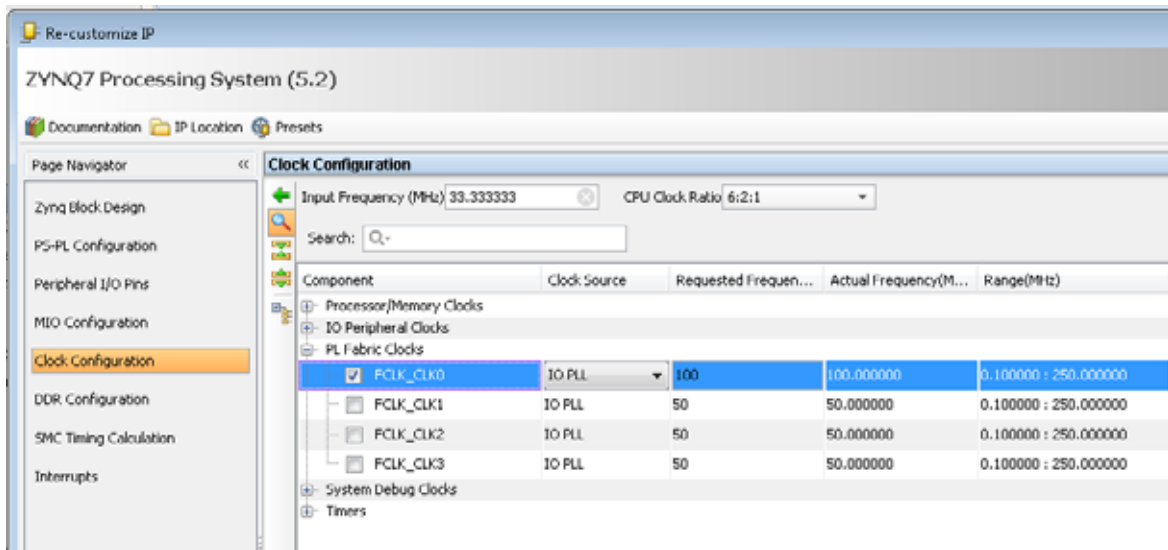 Re-customize IP
ZYNQ7 Processing System (5.2)
Documentation IP Location Presets
Page Navigator «
Zynq Block Design
PS-PL Configuration
Peripheral I/O Pins
MIO Configuration
Clock Configuration
DDR Configuration
SMC Timing Calculation
Interrupts
Clock Configuration
Input Frequency (MHz) 33.333333 CPU Clock Ratio 6:2:1
Search:
Component Clock Source Requested Frequen... Actual Frequency(M... Range(MHz)
Processor/Memory Clocks
IO Peripheral Clocks
PL Fabric Clocks
FCLK_CLK0 IO PLL 100 100.000000 0.100000 : 250.000000
FCLK_CLK1 IO PLL 50 50.000000 0.100000 : 250.000000
FCLK_CLK2 IO PLL 50 50.000000 0.100000 : 250.000000
FCLK_CLK3 IO PLL 50 50.000000 0.100000 : 250.000000
System Debug Clocks
Timers